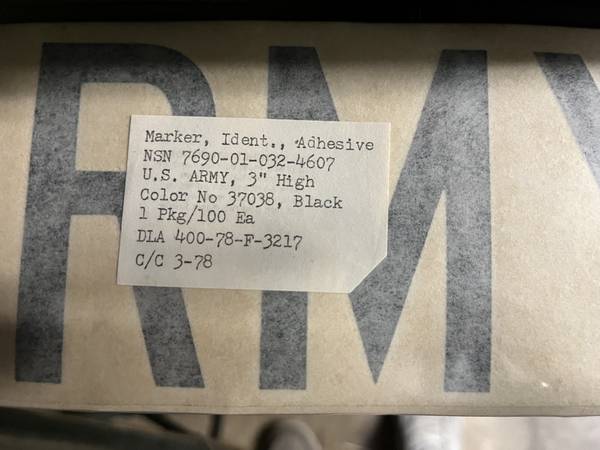 RMY
Marker, Ident., Adhesive
NSN 7690-01-032-4607
U.S. ARMY, 3" High
Color No 37038, Black
1 Pkg/100 Ea
DLA 400-78-F-3217
C/C 3-78